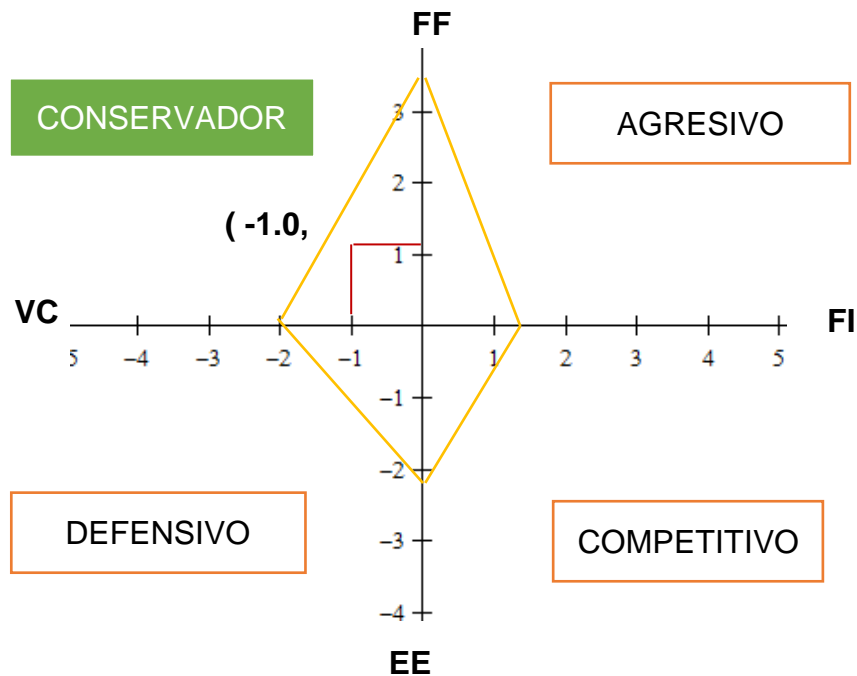 FF
CONSERVADOR
AGRESIVO
3
2
( -1.0,
1
VC
FI
5 –4 –3 –2 –1 1 2 3 4 5
–1
–2
DEFENSIVO
COMPETITIVO
–3
–4
EE